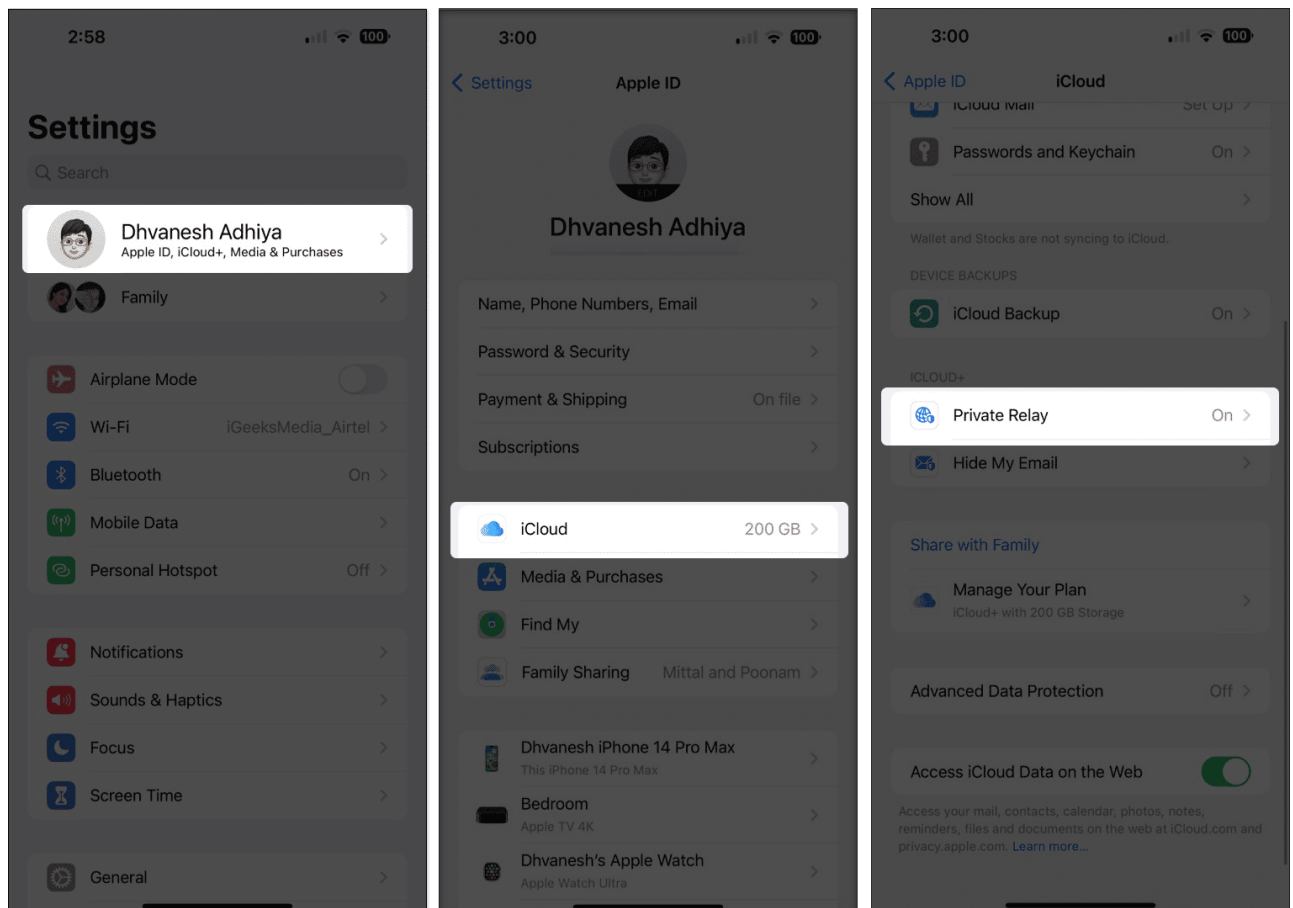 2:58
100
Settings
Search
Dhvanesh Adhiya
Apple ID, iCloud+, Media & Purchases
Family
Airplane Mode
Wi-Fi iGeeksMedia_Airtel
Bluetooth On
Mobile Data
Personal Hotspot Off
Notifications
Sounds & Haptics
Focus
Screen Time
General
3:00
100
Settings Apple ID
EDIT
Dhvanesh Adhiya
Name, Phone Numbers, Email
Password & Security
Payment & Shipping On file
Subscriptions
iCloud 200 GB
Media & Purchases
Find My
Family Sharing Mittal and Poonam
Dhvanesh iPhone 14 Pro Max
This iPhone 14 Pro Max
Bedroom
Apple TV 4K
Dhvanesh's Apple Watch
Apple Watch Ultra
3:00
100
Apple ID iCloud
iCloud Mail Set Up
Passwords and Keychain On
Show All
Wallet and Stocks are not syncing to iCloud.
DEVICE BACKUPS
iCloud Backup On
ICLOUD+
Private Relay On
Hide My Email
Share with Family
Manage Your Plan
iCloud+ with 200 GB Storage
Advanced Data Protection Off
Access iCloud Data on the Web
Access your mail, contacts, calendar, photos, notes,
reminders, files and documents on the web at iCloud.com and
privacy.apple.com. Learn more...